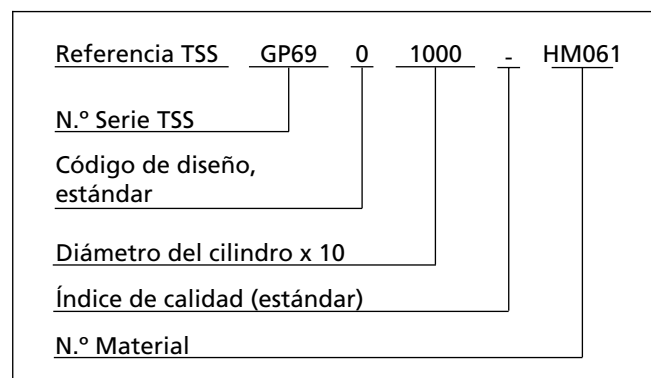 Referencia TSS GP69 0 1000 - HM061
N.º Serie TSS
Código de diseño,
estándar
Diámetro del cilindro x 10
Índice de calidad (estándar)
N.º Material